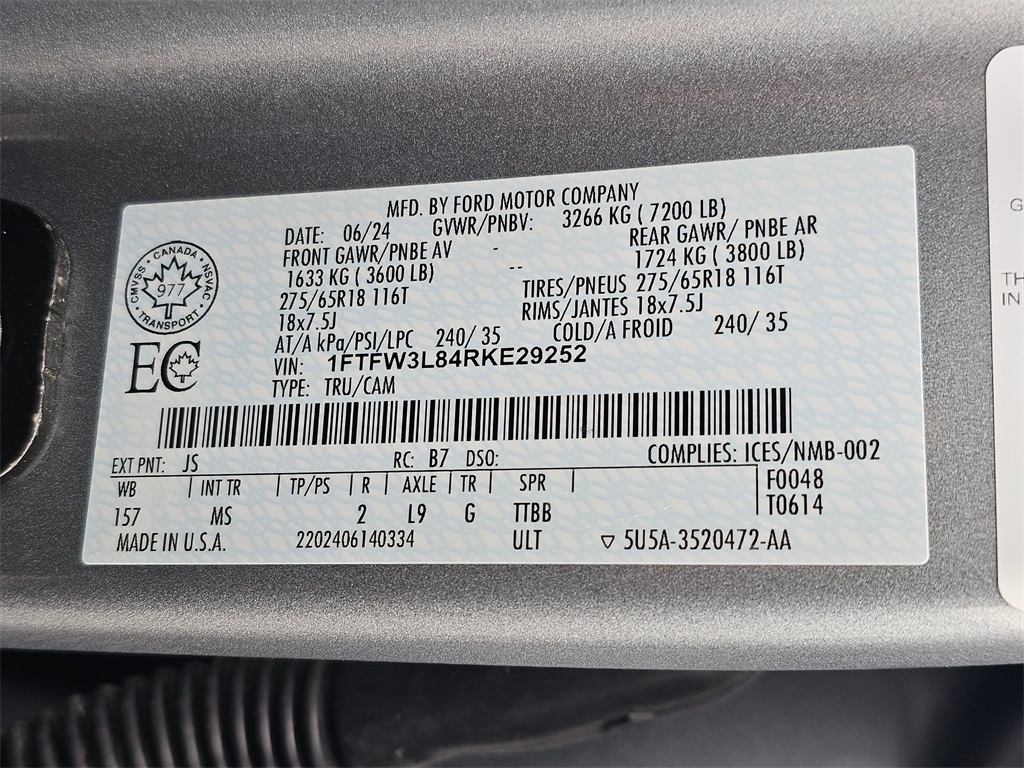 MFD. BY FORD MOTOR COMPANY
DATE: 06/24 GVWR/PNBV: 3266 KG ( 7200 LB)
FRONT GAWR/PNBE AV - REAR GAWR/ PNBE AR
1633 KG ( 3600 LB) -- 1724 KG ( 3800 LB)
275/65R18 116T TIRES/PNEUS 275/65R18 116T
18x7.5J RIMS/JANTES 18x7.5J
AT/A kPa/PSI/LPC 240/ 35 COLD/A FROID 240/ 35
VIN: 1FTFW3L84RKE29252
TYPE: TRU/CAM
CANADA
CMVSS NSVAC
977
TRANSPORT
EC
EXT PNT: JS RC: B7 DSO: COMPLIES: ICES/NMB-002
WB | INT TR | TP/PS | R | AXLE | TR | SPR | F0048
157 MS 2 L9 G TTBB T0614
MADE IN U.S.A. 2202406140334 ULT ▽ 5U5A-3520472-AA
G
TH
IN